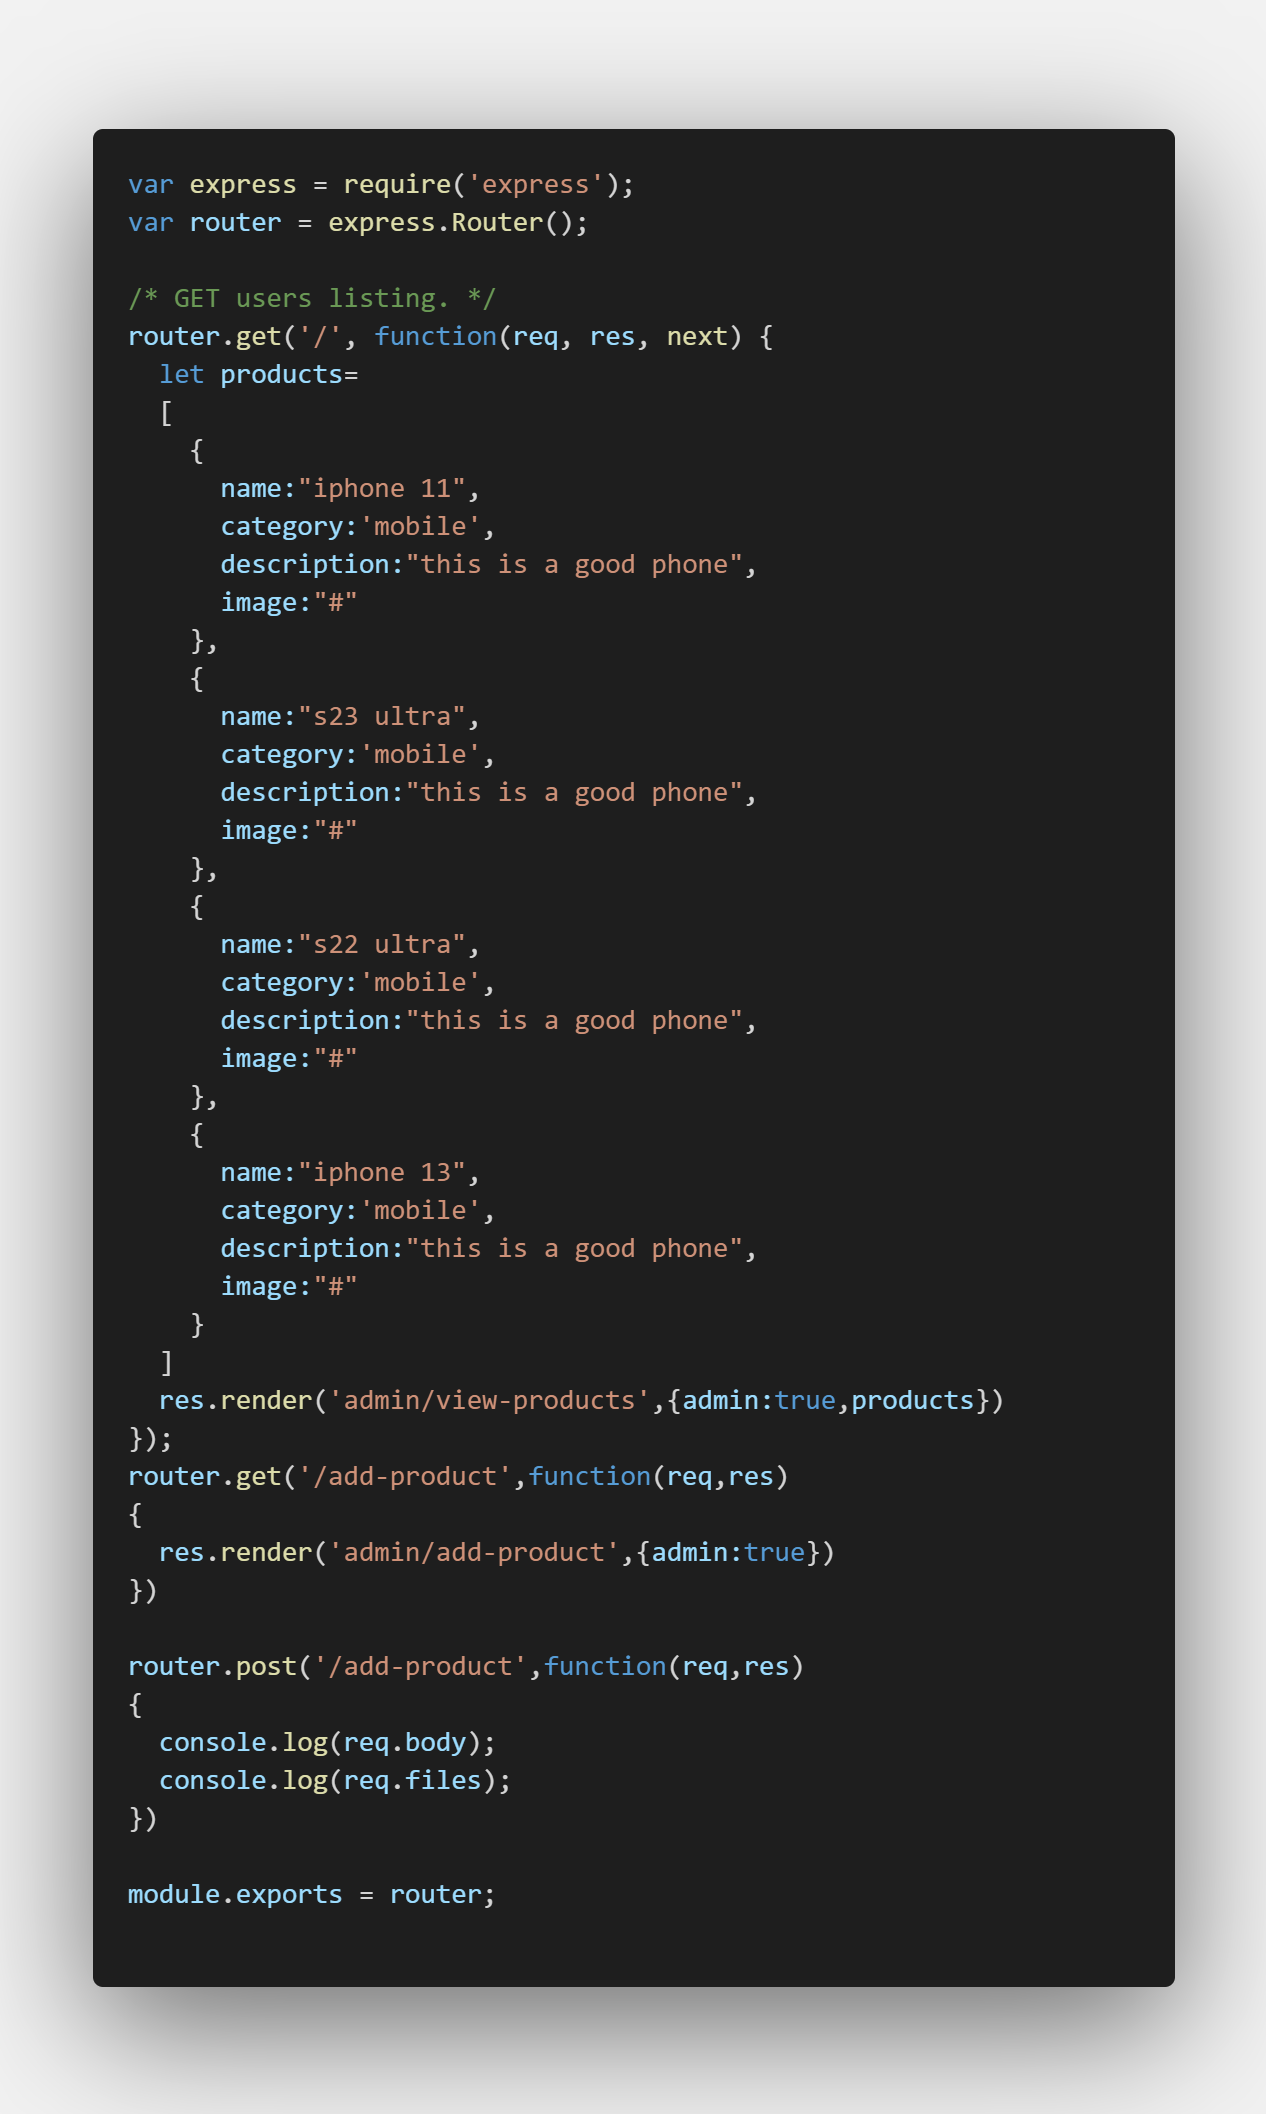 var express = require('express');
var router = express.Router();

/* GET users listing. */
router.get('/', function(req, res, next) {
  let products=
  [
    {
      name:"iphone 11",
      category:'mobile',
      description:"this is a good phone",
      image:"#"
    },
    {
      name:"s23 ultra",
      category:'mobile',
      description:"this is a good phone",
      image:"#"
    },
    {
      name:"s22 ultra",
      category:'mobile',
      description:"this is a good phone",
      image:"#"
    },
    {
      name:"iphone 13",
      category:'mobile',
      description:"this is a good phone",
      image:"#"
    }
  ]
  res.render('admin/view-products',{admin:true,products})
});
router.get('/add-product',function(req,res)
{
  res.render('admin/add-product',{admin:true})
})

router.post('/add-product',function(req,res)
{
  console.log(req.body);
  console.log(req.files);
})

module.exports = router;